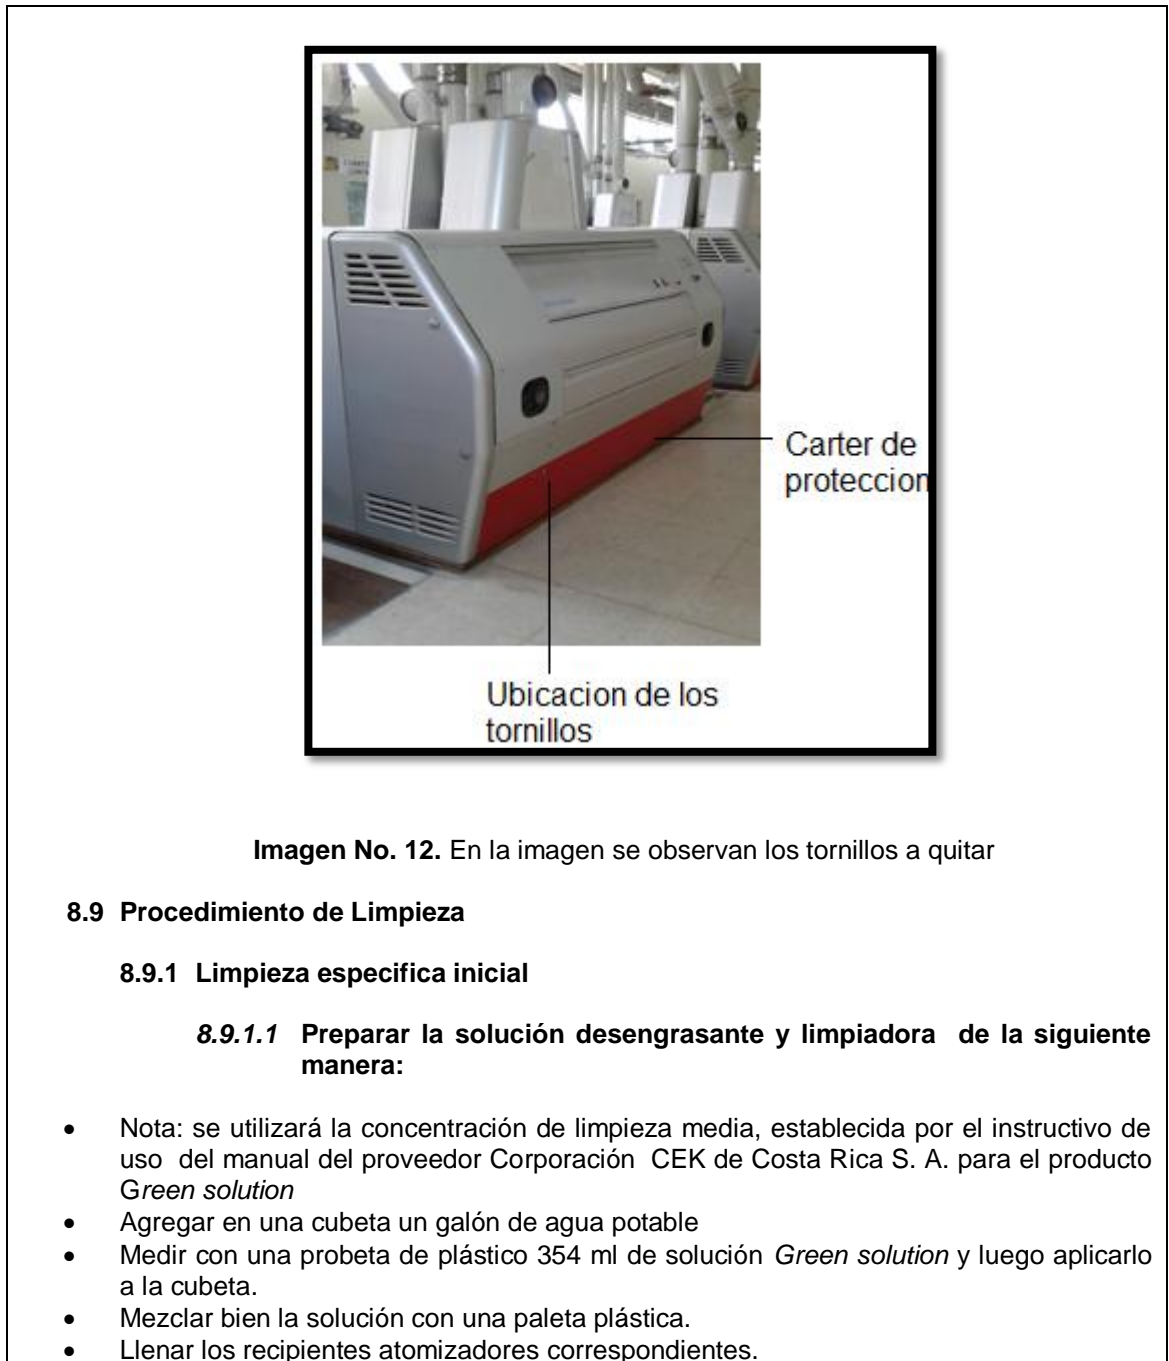 Carter de
proteccion
Ubicacion de los
tornillos
Imagen No. 12. En la imagen se observan los tornillos a quitar
8.9 Procedimiento de Limpieza
8.9.1 Limpieza especifica inicial
8.9.1.1 Preparar la solución desengrasante y limpiadora de la siguiente
manera:
• Nota: se utilizará la concentración de limpieza media, establecida por el instructivo de
uso del manual del proveedor Corporación CEK de Costa Rica S. A. para el producto
Green solution
• Agregar en una cubeta un galón de agua potable
• Medir con una probeta de plástico 354 ml de solución Green solution y luego aplicarlo
a la cubeta.
• Mezclar bien la solución con una paleta plástica.
• Llenar los recipientes atomizadores correspondientes.